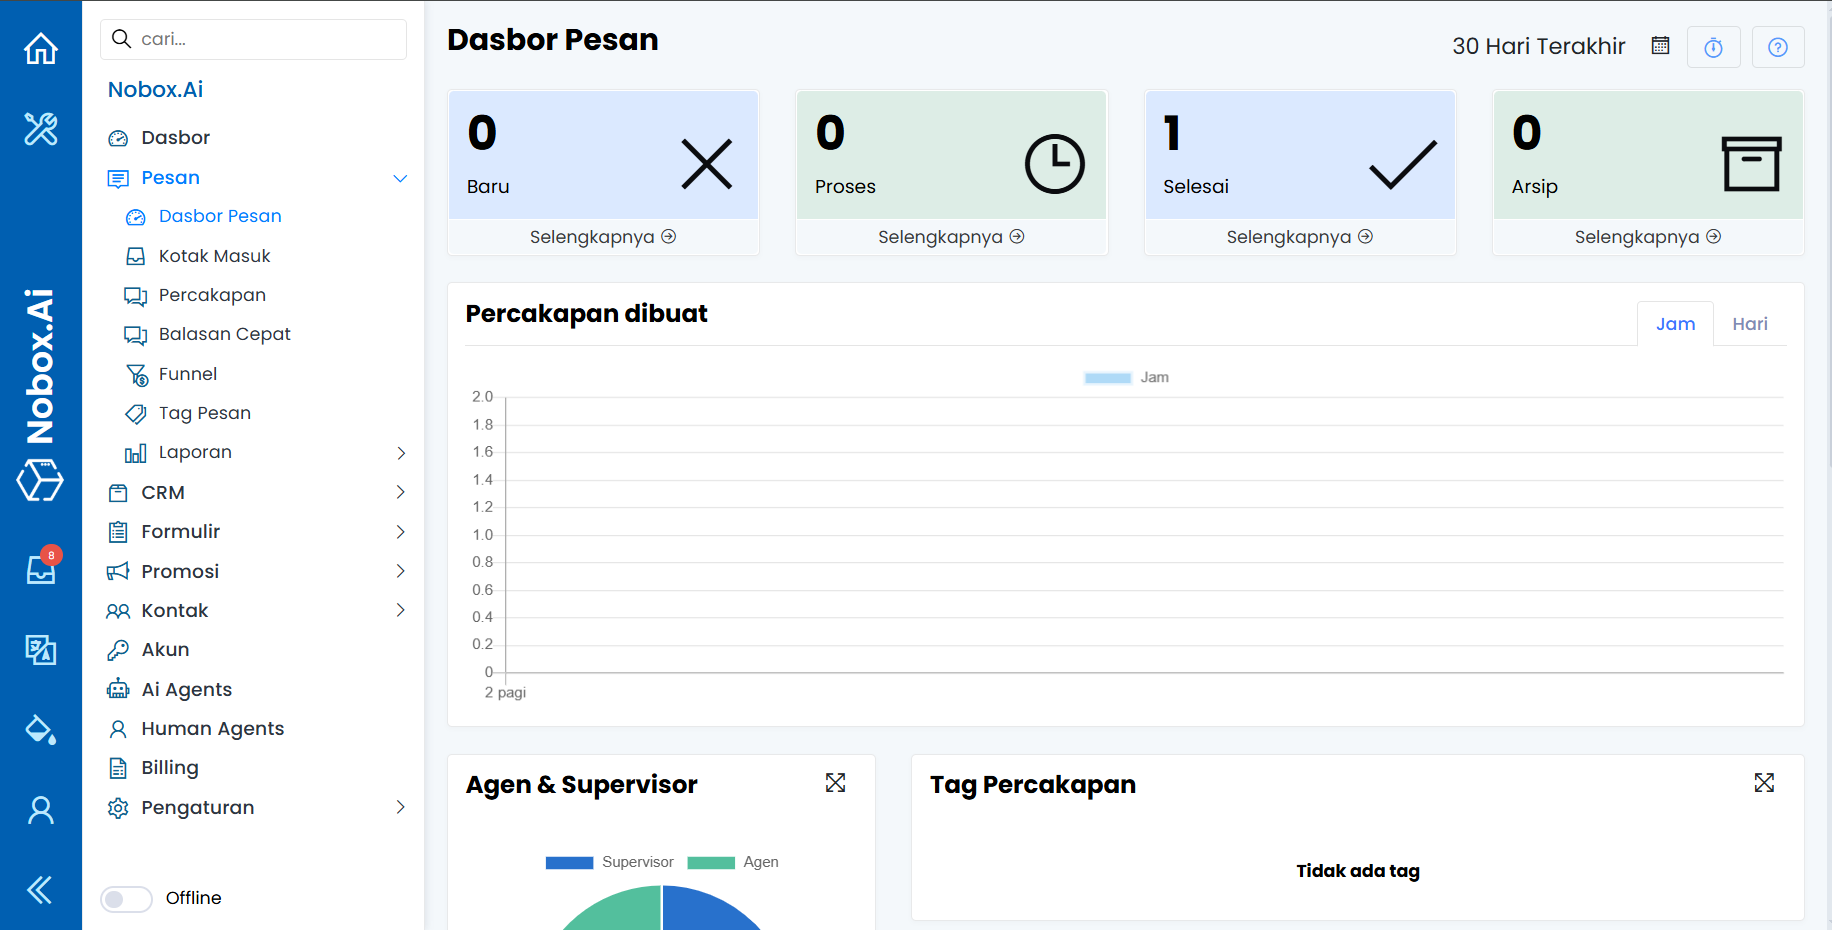 cari...
Nobox.Ai
Dasbor
Pesan
Dasbor Pesan
Kotak Masuk
Percakapan
Balasan Cepat
Funnel
Tag Pesan
Laporan
CRM
Formulir
Promosi
Kontak
Akun
Ai Agents
Human Agents
Billing
Pengaturan
Offline
Nobox.Ai
8
Dasbor Pesan
30 Hari Terakhir
0
Baru
Selengkapnya
0
Proses
Selengkapnya
1
Selesai
Selengkapnya
0
Arsip
Selengkapnya
Percakapan dibuat
Jam Hari
Jam
2.0
1.8
1.6
1.4
1.2
1.0
0.8
0.6
0.4
0.2
0
2 pagi
Agen & Supervisor
Supervisor Agen
Tag Percakapan
Tidak ada tag